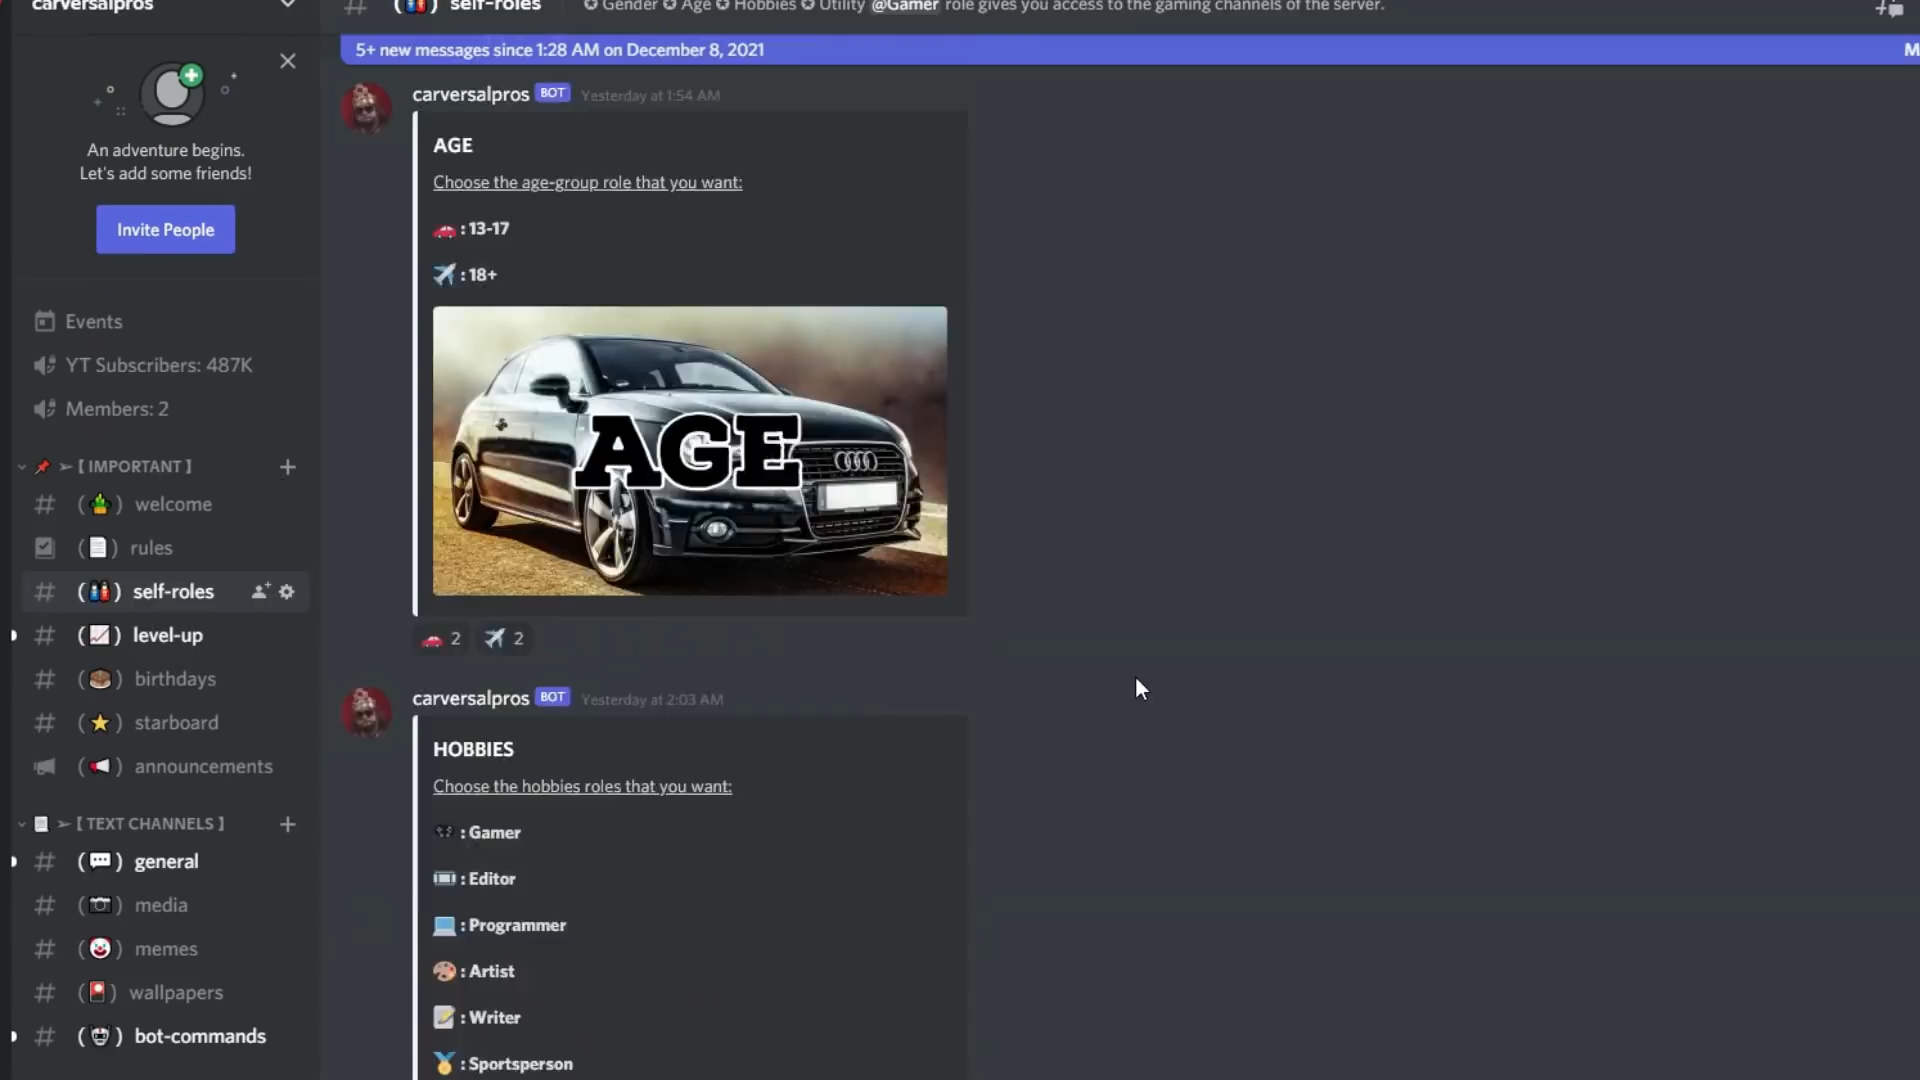 carversalpros
self-roles
✪ Gender ✪ Age ✪ Hobbies ✪ Utility @Gamer role gives you access to the gaming channels of the server.
5+ new messages since 1:28 AM on December 8, 2021
An adventure begins.
Let's add some friends!
Invite People
Events
YT Subscribers: 487K
Members: 2
➢ [ IMPORTANT ]
# ( ) welcome
( ) rules
# ( ) self-roles
# ( ) level-up
# ( ) birthdays
# ( ) starboard
( ) announcements
➢ [ TEXT CHANNELS ]
# ( ) general
# ( ) media
# ( ) memes
# ( ) wallpapers
# ( ) bot-commands
carversalpros BOT Yesterday at 1:54 AM
AGE
Choose the age-group role that you want:
: 13-17
: 18+
AGE
2 2
carversalpros BOT Yesterday at 2:03 AM
HOBBIES
Choose the hobbies roles that you want:
: Gamer
: Editor
: Programmer
: Artist
: Writer
: Sportsperson